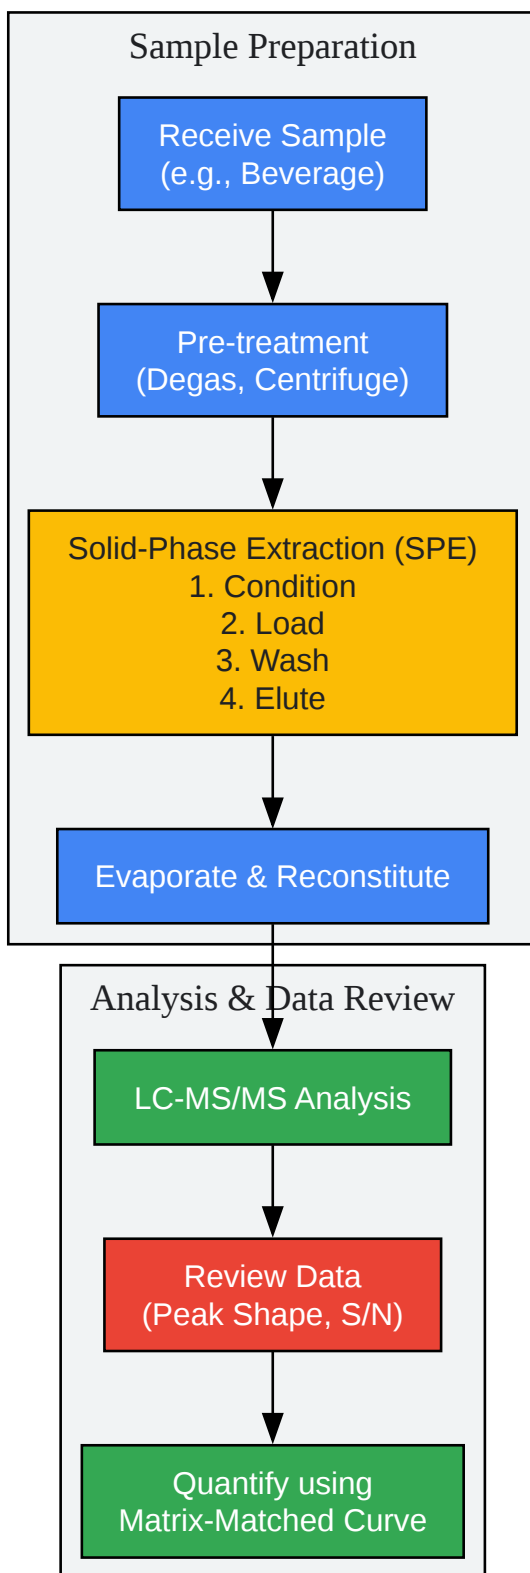 Sample Preparation
Receive Sample
(e.g., Beverage)
Pre-treatment
(Degas, Centrifuge)
Solid-Phase Extraction (SPE)
1. Condition
2. Load
3. Wash
4. Elute
Evaporate & Reconstitute
Analysis & Data Review
LC-MS/MS Analysis
Review Data
(Peak Shape, S/N)
Quantify using
Matrix-Matched Curve